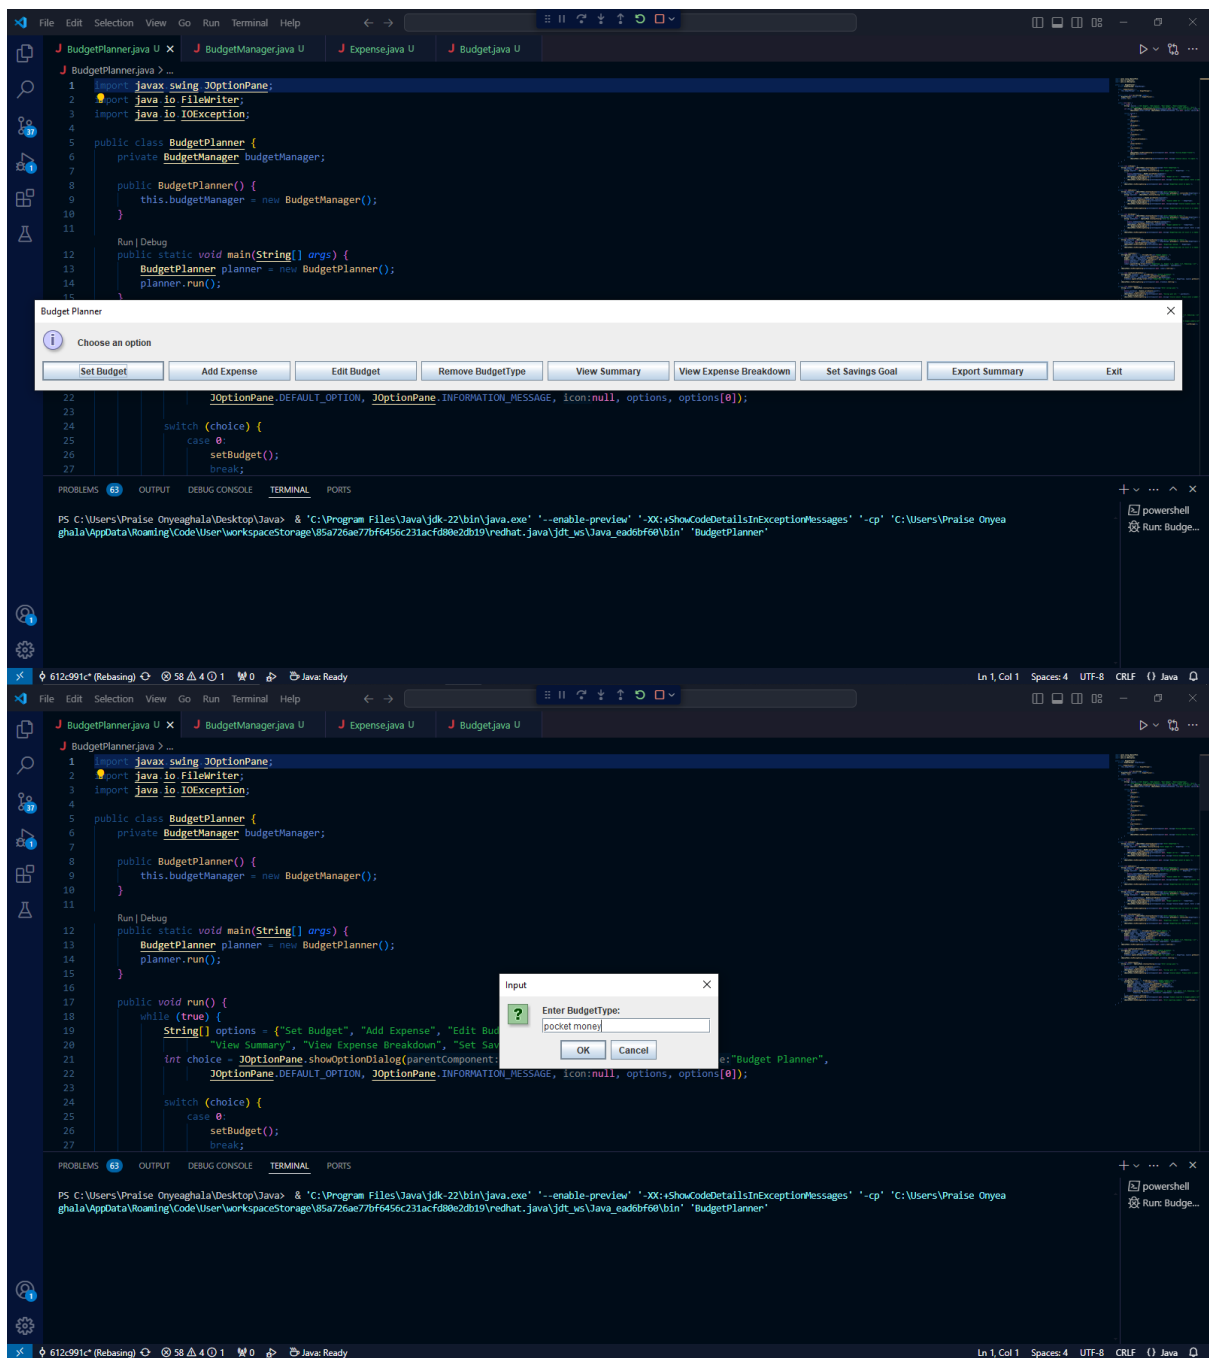 File Edit Selection View Go Run Terminal Help
J BudgetPlanner.java U J BudgetManager.java U J Expense.java U J Budget.java U
J BudgetPlanner.java > ...
1 import javax.swing.JOptionPane;
2 import java.io.FileWriter;
3 import java.io.IOException;
4
5 public class BudgetPlanner {
6 private BudgetManager budgetManager;
7
8 public BudgetPlanner() {
9 this.budgetManager = new BudgetManager();
10 }
11
Run | Debug
12 public static void main(String[] args) {
13 BudgetPlanner planner = new BudgetPlanner();
14 planner.run();
15 }
Budget Planner
Choose an option
Set Budget Add Expense Edit Budget Remove BudgetType View Summary View Expense Breakdown Set Savings Goal Export Summary Exit
22 JOptionPane.DEFAULT_OPTION, JOptionPane.INFORMATION_MESSAGE, icon:null, options, options[0]);
23
24 switch (choice) {
25 case 0:
26 setBudget();
27 break;
PROBLEMS 63 OUTPUT DEBUG CONSOLE TERMINAL PORTS
PS C:\Users\Praise Onyeaghala\Desktop\Java> & 'C:\Program Files\Java\jdk-22\bin\java.exe' '--enable-preview' '-XX:+ShowCodeDetailsInExceptionMessages' '-cp' 'C:\Users\Praise Onyea
ghala\AppData\Roaming\Code\User\workspaceStorage\85a726ae77bf6456c231acfd80e2db19\redhat.java\jdt_ws\Java_ead6bf60\bin' 'BudgetPlanner'
powershell
Run: Budge...
37
1
1
612c991c* (Rebasing) 58 4 1 0 Java: Ready Ln 1, Col 1 Spaces: 4 UTF-8 CRLF {} Java
File Edit Selection View Go Run Terminal Help
J BudgetPlanner.java U J BudgetManager.java U J Expense.java U J Budget.java U
J BudgetPlanner.java > ...
1 import javax.swing.JOptionPane;
2 import java.io.FileWriter;
3 import java.io.IOException;
4
5 public class BudgetPlanner {
6 private BudgetManager budgetManager;
7
8 public BudgetPlanner() {
9 this.budgetManager = new BudgetManager();
10 }
11
Run | Debug
12 public static void main(String[] args) {
13 BudgetPlanner planner = new BudgetPlanner();
14 planner.run();
15 }
16
17 public void run() {
18 while (true) {
19 String[] options = {"Set Budget", "Add Expense", "Edit Bud
20 "View Summary", "View Expense Breakdown", "Set Sav
21 int choice = JOptionPane.showOptionDialog(parentComponent: e:"Budget Planner",
22 JOptionPane.DEFAULT_OPTION, JOptionPane.INFORMATION_MESSAGE, icon:null, options, options[0]);
23
24 switch (choice) {
25 case 0:
26 setBudget();
27 break;
Input
Enter BudgetType:
pocket money
OK Cancel
PROBLEMS 63 OUTPUT DEBUG CONSOLE TERMINAL PORTS
PS C:\Users\Praise Onyeaghala\Desktop\Java> & 'C:\Program Files\Java\jdk-22\bin\java.exe' '--enable-preview' '-XX:+ShowCodeDetailsInExceptionMessages' '-cp' 'C:\Users\Praise Onyea
ghala\AppData\Roaming\Code\User\workspaceStorage\85a726ae77bf6456c231acfd80e2db19\redhat.java\jdt_ws\Java_ead6bf60\bin' 'BudgetPlanner'
powershell
Run: Budge...
37
1
1
612c991c* (Rebasing) 58 4 1 0 Java: Ready Ln 1, Col 1 Spaces: 4 UTF-8 CRLF {} Java